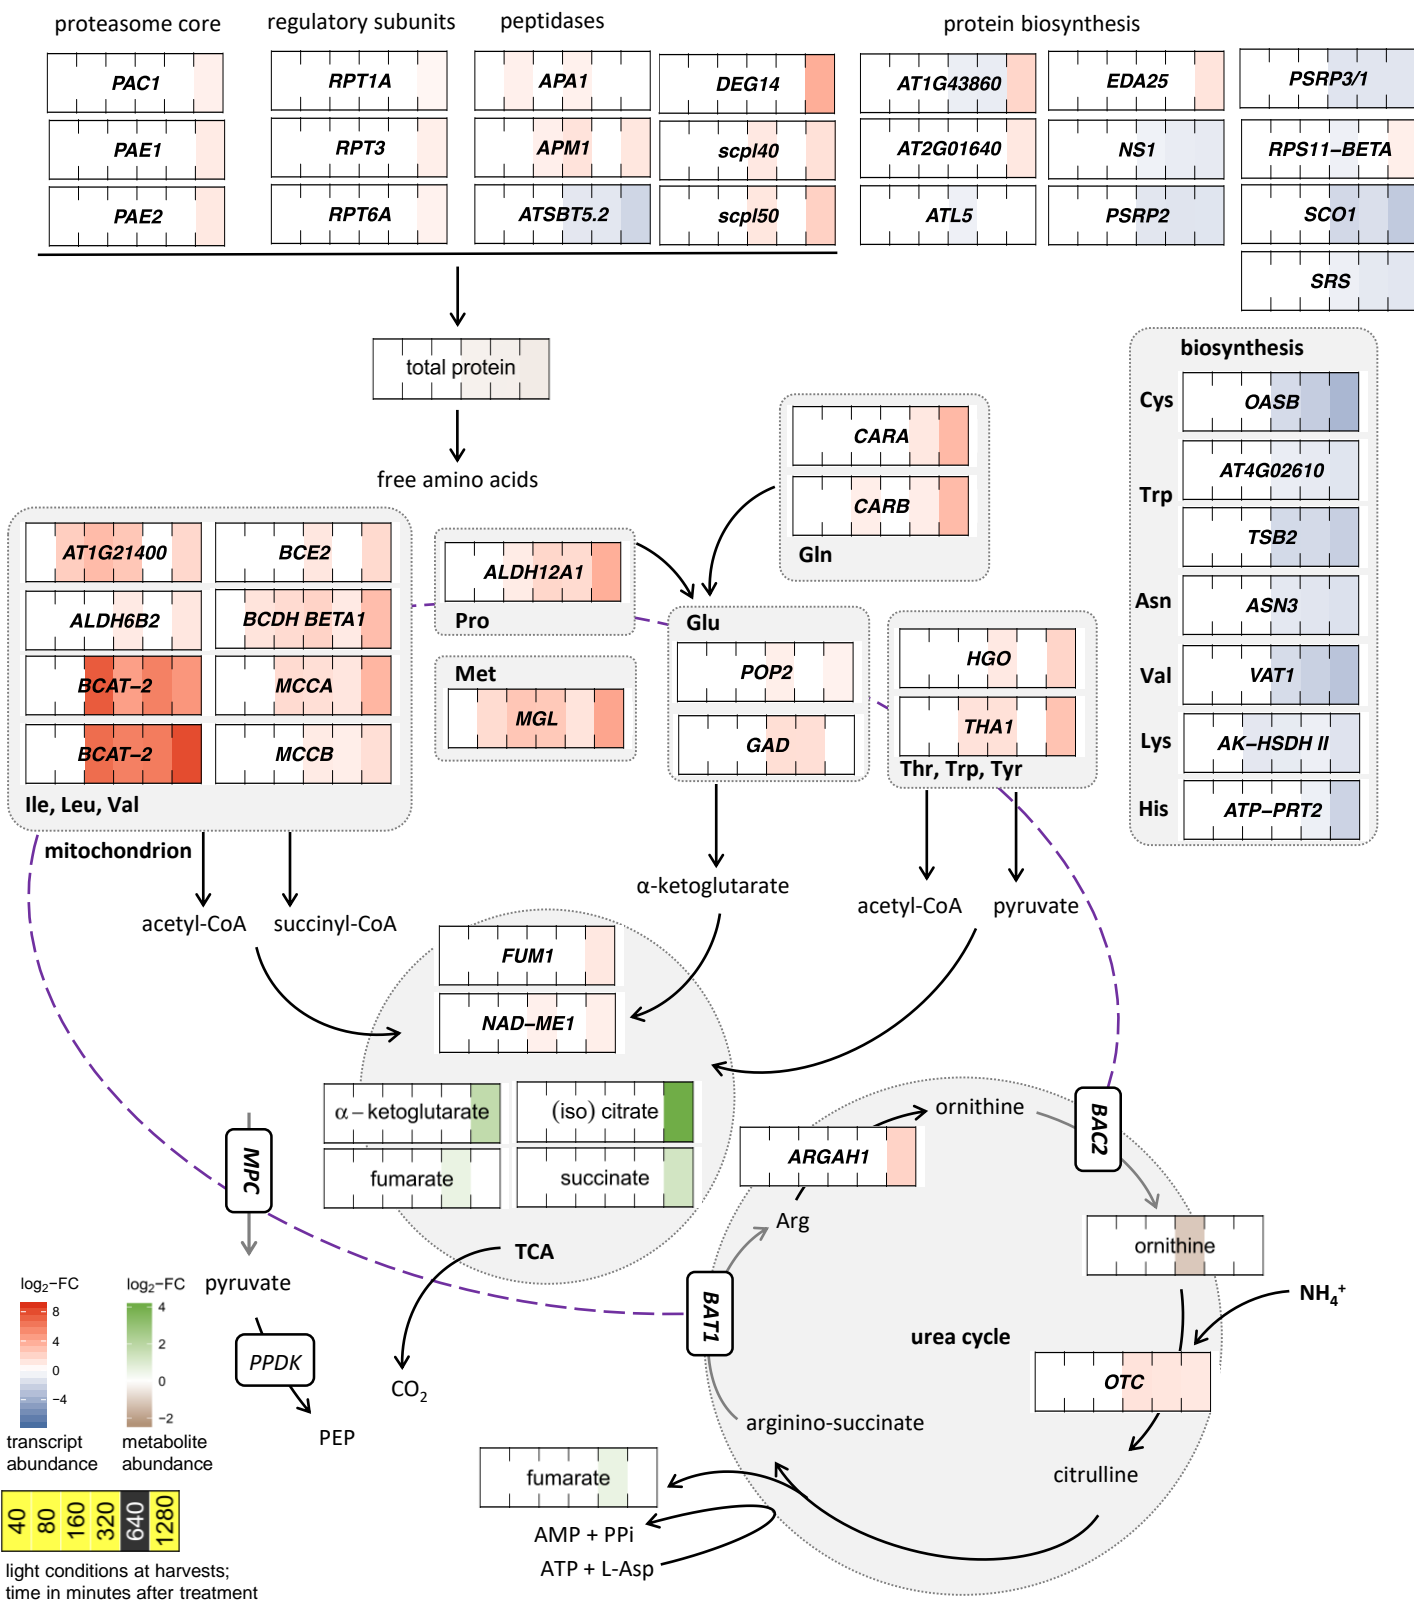 proteasome core
regulatory subunits
peptidases
protein biosynthesis
PAC1
RPT1A
APA1
DEG14
AT1G43860
EDA25
PSRP3/1
PAE1
RPT3
APM1
scpl40
AT2G01640
NS1
RPS11−BETA
PAE2
RPT6A
ATSBT5.2
scpl50
ATL5
PSRP2
SCO1
SRS
total protein
free amino acids
biosynthesis
Cys
OASB
Trp
AT4G02610
TSB2
Asn
ASN3
Val
VAT1
Lys
AK−HSDH II
His
ATP−PRT2
CARA
CARB
Gln
AT1G21400
BCE2
ALDH6B2
BCDH BETA1
BCAT−2
MCCA
BCAT−2
MCCB
Ile, Leu, Val
ALDH12A1
Pro
Met
MGL
Glu
POP2
GAD
HGO
THA1
Thr, Trp, Tyr
mitochondrion
acetyl-CoA
succinyl-CoA
α-ketoglutarate
acetyl-CoA
pyruvate
FUM1
NAD−ME1
α − ketoglutarate
(iso) citrate
fumarate
succinate
TCA
CO₂
MPC
pyruvate
PPDK
PEP
ornithine
BAC2
ARGAH1
Arg
BAT1
ornithine
NH₄⁺
urea cycle
OTC
arginino-succinate
citrulline
fumarate
AMP + PPi
ATP + L-Asp
log₂−FC
8
4
0
−4
transcript
abundance
log₂−FC
4
2
0
−2
metabolite
abundance
40
80
160
320
640
1280
light conditions at harvests;
time in minutes after treatment